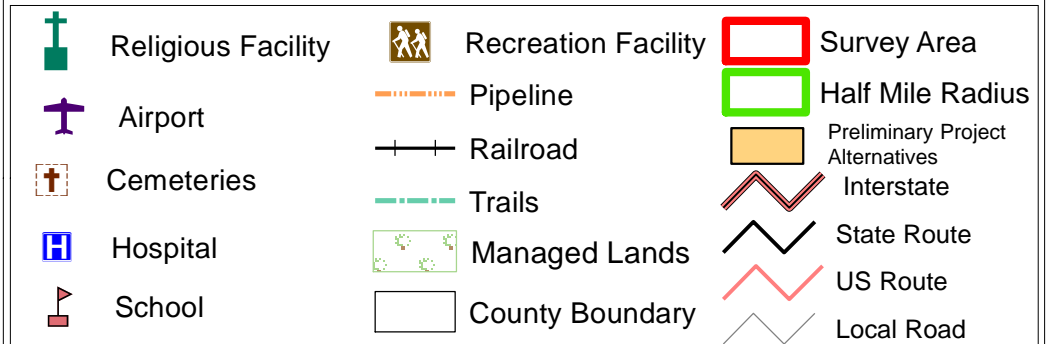 Religious Facility
Airport
Cemeteries
H
Hospital
School
Recreation Facility
Pipeline
Railroad
Trails
Managed Lands
County Boundary
Survey Area
Half Mile Radius
Preliminary Project
Alternatives
Interstate
State Route
US Route
Local Road